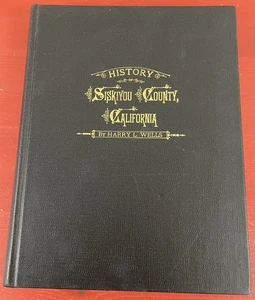 HISTORY
OF
SISKIYOU COUNTY,
CALIFORNIA
BY HARRY L. WELLS